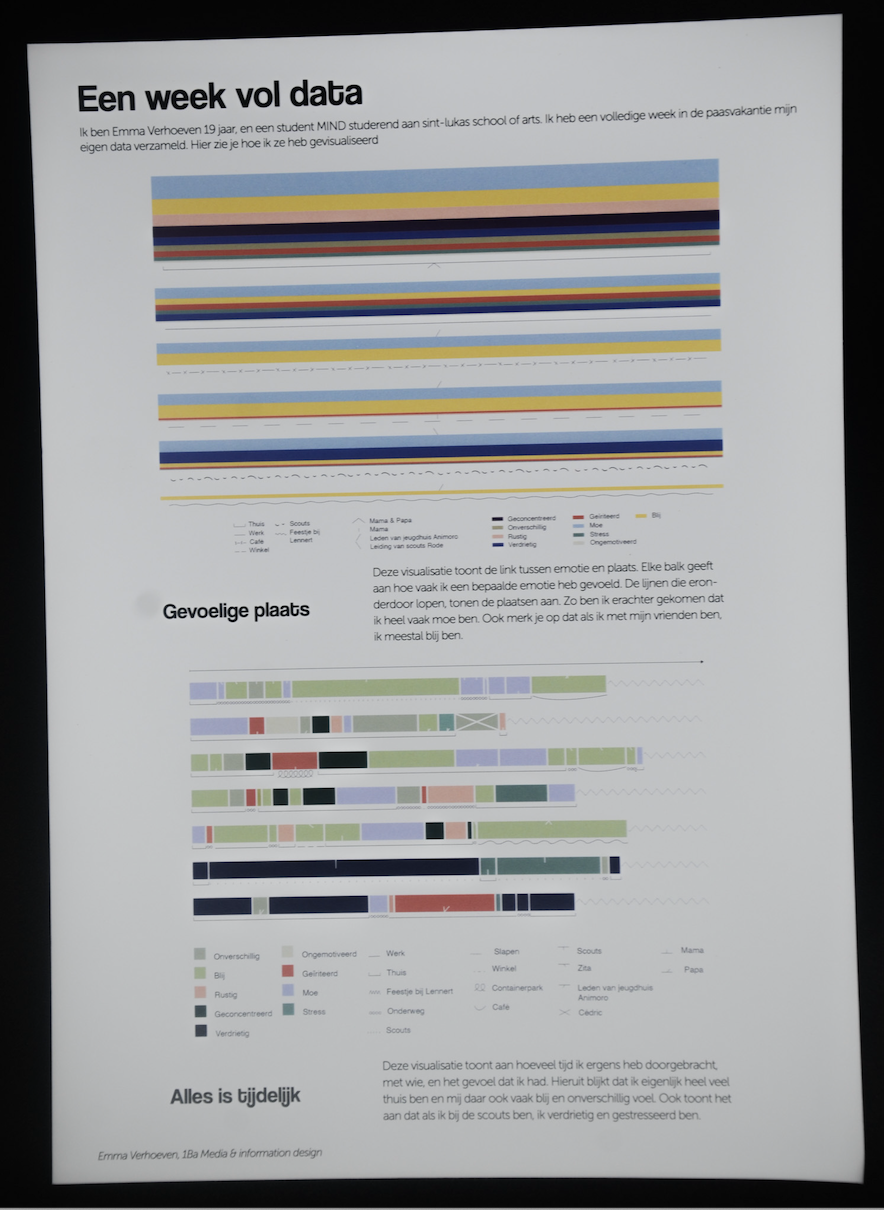 Een week vol data
Ik ben Emma Verhoeven 19 jaar, en een student MIND studerend aan sint-lukas school of arts. Ik heb een volledige week in de paasvakantie mijn
eigen data verzameld. Hier zie je hoe ik ze heb gevisualiseerd
Thuis
Werk
Café
Winkel
Scouts
Feestje bij
Lennert
Mama & Papa
Mama
Leden van jeugdhuis Animoro
Leiding van scouts Rode
Geconcentreerd
Onverschillig
Rustig
Verdrietig
Geïriteerd
Moe
Stress
Ongemotiveerd
Blij
Gevoelige plaats
Deze visualisatie toont de link tussen emotie en plaats. Elke balk geeft
aan hoe vaak ik een bepaalde emotie heb gevoeld. De lijnen die eron-
derdoor lopen, tonen de plaatsen aan. Zo ben ik erachter gekomen dat
ik heel vaak moe ben. Ook merk je op dat als ik met mijn vrienden ben,
ik meestal blij ben.
Onverschillig
Blij
Rustig
Geconcentreerd
Verdrietig
Ongemotiveerd
Geïriteerd
Moe
Stress
Werk
Thuis
Feestje bij Lennert
Onderweg
Scouts
Slapen
Winkel
Containerpark
Café
Scouts
Zita
Leden van jeugdhuis
Animoro
Cédric
Mama
Papa
Alles is tijdelijk
Deze visualisatie toont aan hoeveel tijd ik ergens heb doorgebracht,
met wie, en het gevoel dat ik had. Hieruit blijkt dat ik eigenlijk heel veel
thuis ben en mij daar ook vaak blij en onverschillig voel. Ook toont het
aan dat als ik bij de scouts ben, ik verdrietig en gestresseerd ben.
Emma Verhoeven, 1Ba Media & information design